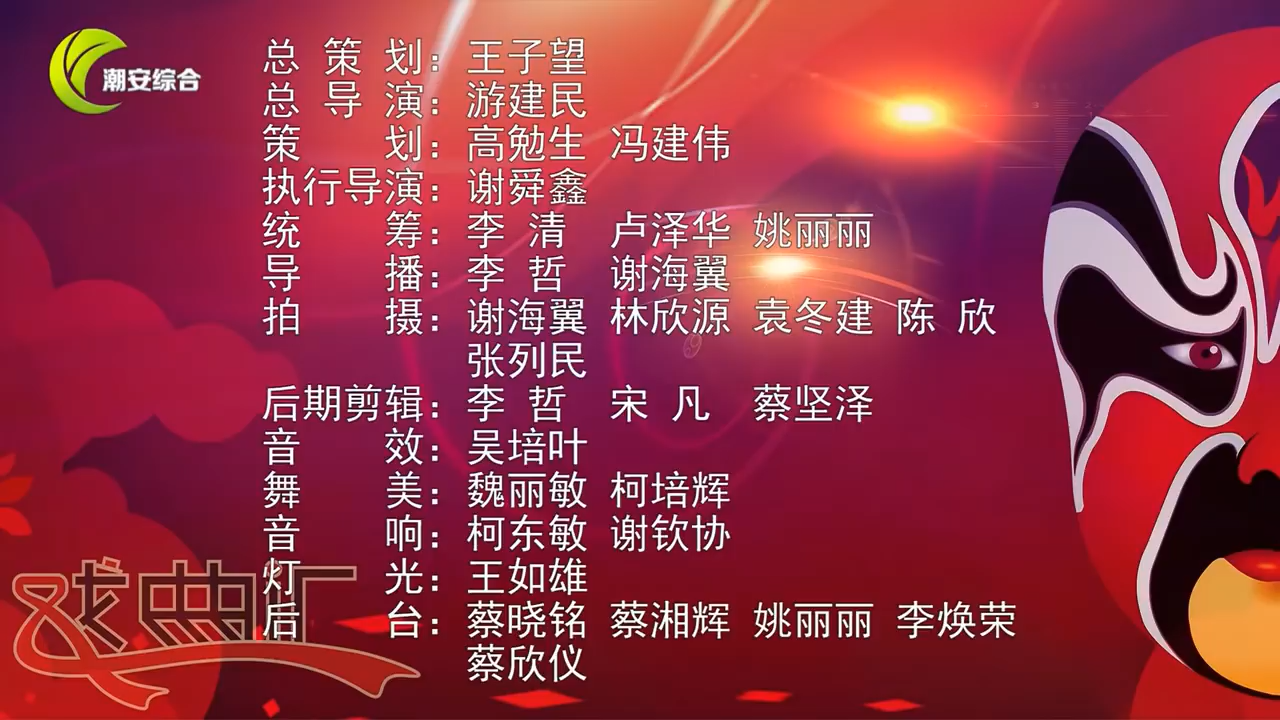 潮安综合
总策划：王子望
总导演：游建民
策划：高勉生 冯建伟
执行导演：谢舜鑫
统筹：李清 卢泽华 姚丽丽
导播：李哲 谢海翼
拍摄：谢海翼 林欣源 袁冬建 陈欣
张列民
后期剪辑：李哲 宋凡 蔡坚泽
音效：吴培叶
舞美：魏丽敏 柯培辉
音响：柯东敏 谢钦协
灯光：王如雄
后台：蔡晓铭 蔡湘辉 姚丽丽 李焕荣
蔡欣仪
戏典厂